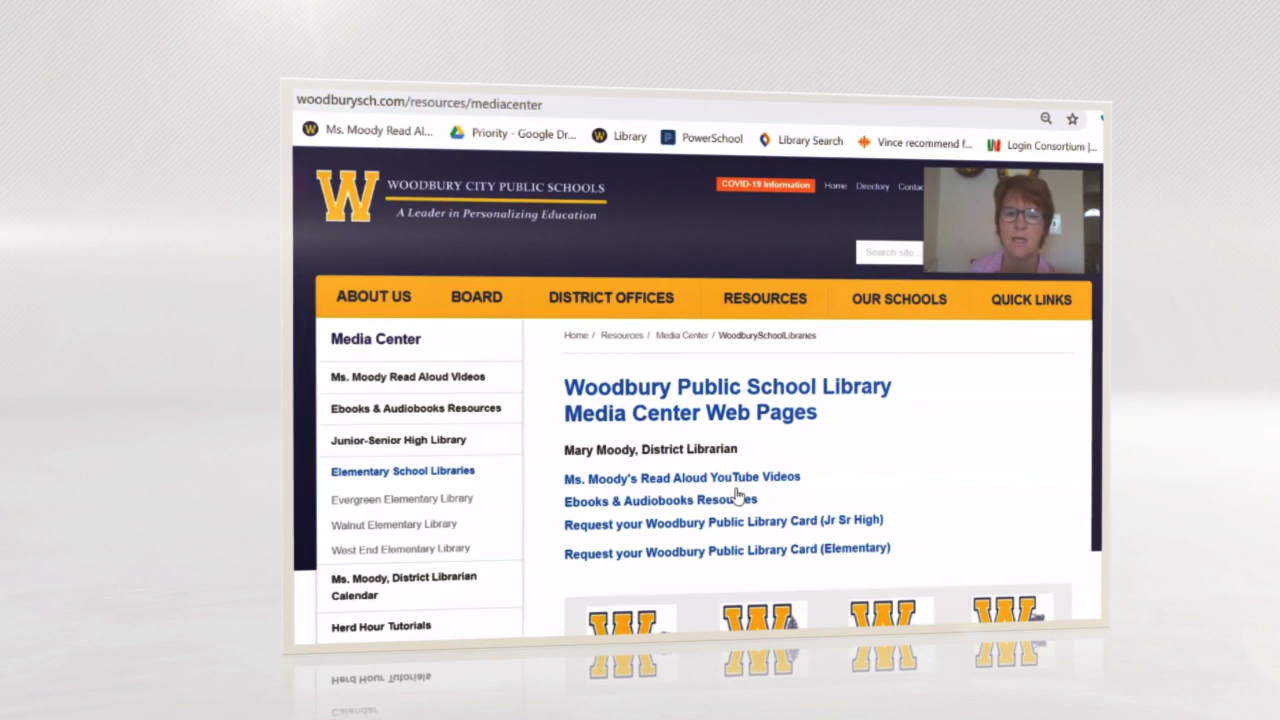 woodburysch.com/resources/mediacenter
Ms. Moody Read Al...
Priority - Google Dr...
Library
PowerSchool
Library Search
Vince recommend f...
Login Consortium |...
W
WOODBURY CITY PUBLIC SCHOOLS
A Leader in Personalizing Education
COVID-19 Information
Home
Directory
Contac
Search site...
ABOUT US
BOARD
DISTRICT OFFICES
RESOURCES
OUR SCHOOLS
QUICK LINKS
Media Center
Ms. Moody Read Aloud Videos
Ebooks & Audiobooks Resources
Junior-Senior High Library
Elementary School Libraries
Evergreen Elementary Library
Walnut Elementary Library
West End Elementary Library
Ms. Moody, District Librarian
Calendar
Herd Hour Tutorials
Home / Resources / Media Center / WoodburySchoolLibraries
Woodbury Public School Library
Media Center Web Pages
Mary Moody, District Librarian
Ms. Moody's Read Aloud YouTube Videos
Ebooks & Audiobooks Resources
Request your Woodbury Public Library Card (Jr Sr High)
Request your Woodbury Public Library Card (Elementary)
W W W W